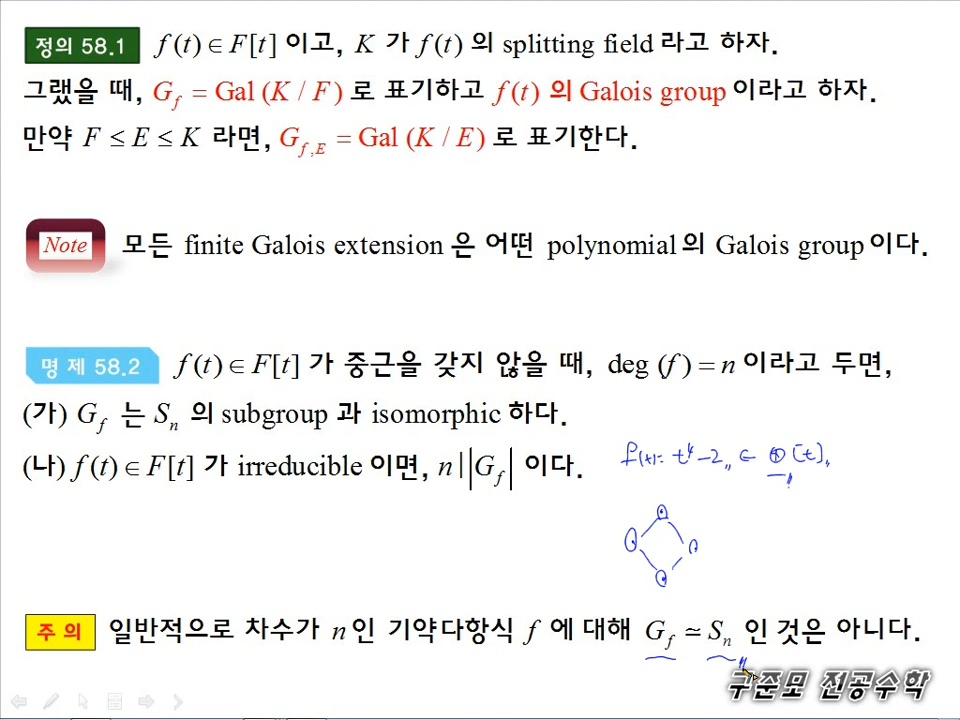 정의 58.1 f(t) ∈ F[t] 이고, K 가 f(t) 의 splitting field 라고 하자.
그랬을 때, G_f = Gal (K / F) 로 표기하고 f(t) 의 Galois group 이라고 하자.
만약 F ≤ E ≤ K 라면, G_{f,E} = Gal (K / E) 로 표기한다.
Note 모든 finite Galois extension 은 어떤 polynomial 의 Galois group 이다.
명 제 58.2 f(t) ∈ F[t] 가 중근을 갖지 않을 때, deg (f) = n 이라고 두면,
(가) G_f 는 S_n 의 subgroup 과 isomorphic 하다.
(나) f(t) ∈ F[t] 가 irreducible 이면, n | |G_f| 이다.
f(t) = t⁴ - 2 ∈ ℚ[t].
주 의 일반적으로 차수가 n 인 기약다항식 f 에 대해 G_f ≃ S_n 인 것은 아니다.
구준모 전공수학